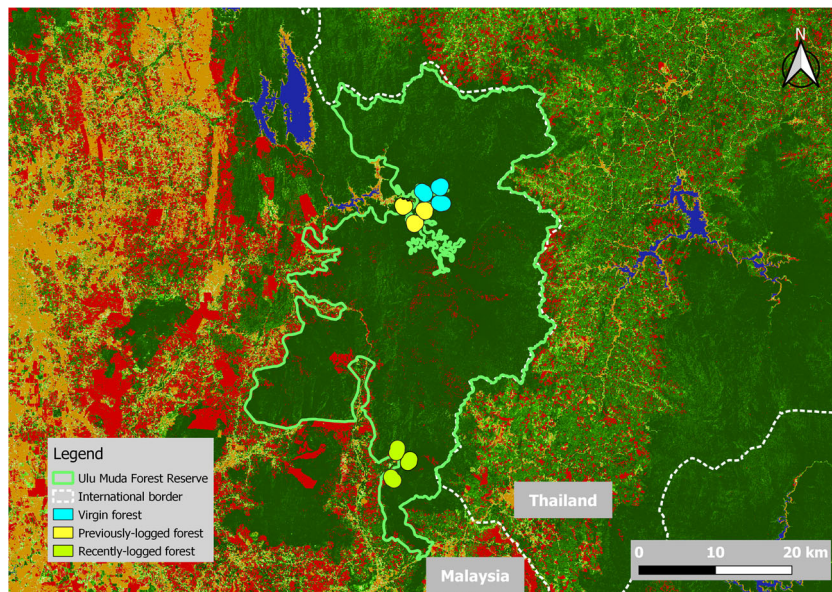 N
Legend
Ulu Muda Forest Reserve
International border
Virgin forest
Previously-logged forest
Recently-logged forest
Thailand
Malaysia
0 10 20 km